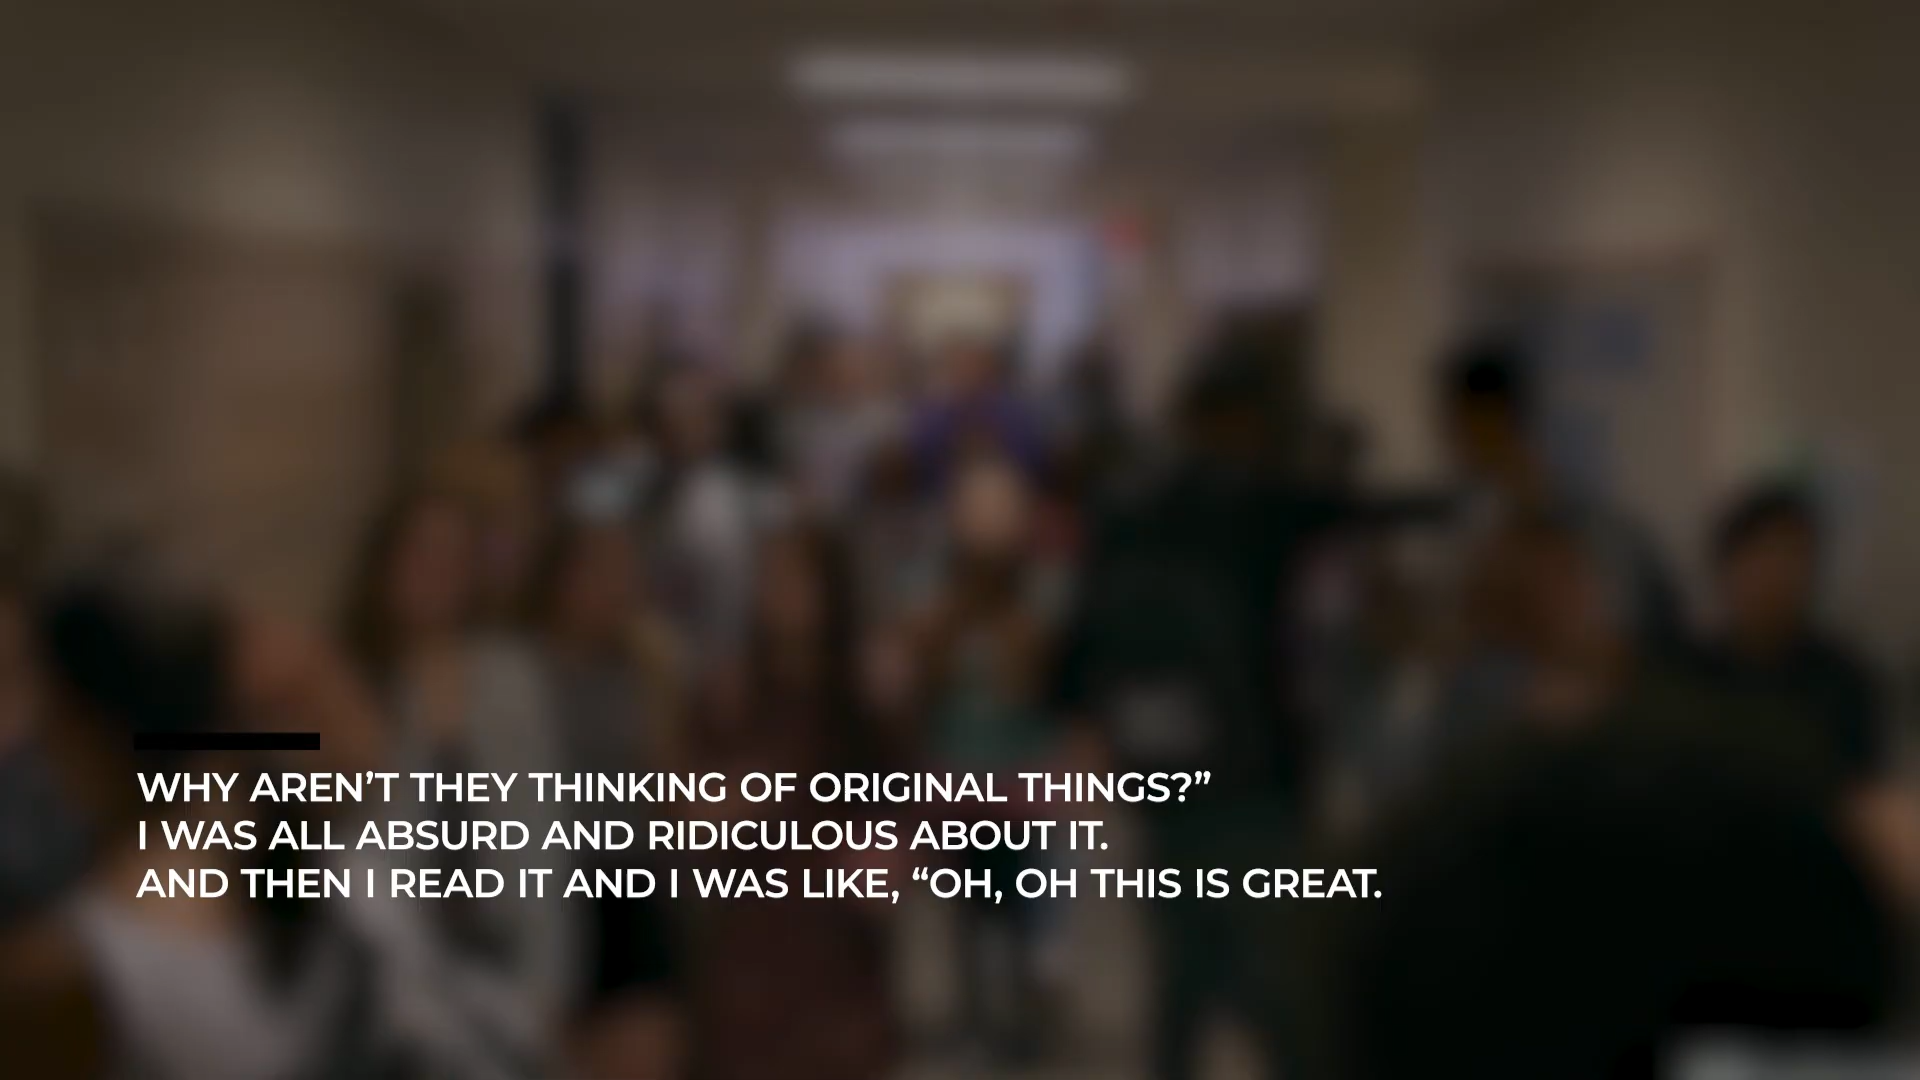 WHY AREN’T THEY THINKING OF ORIGINAL THINGS?”
I WAS ALL ABSURD AND RIDICULOUS ABOUT IT.
AND THEN I READ IT AND I WAS LIKE, “OH, OH THIS IS GREAT.